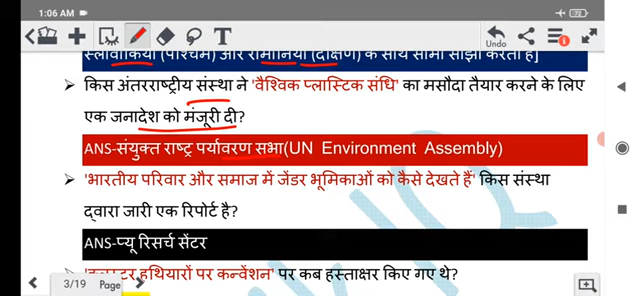 1:06 AM
72
Undo
स्लोवाकिया (पश्चिम) और रोमानिया (दक्षिण) के साथ सीमा साझा करता है]
➢ किस अंतरराष्ट्रीय संस्था ने 'वैश्विक प्लास्टिक संधि' का मसौदा तैयार करने के लिए
एक जनादेश को मंजूरी दी?
ANS-संयुक्त राष्ट्र पर्यावरण सभा(UN Environment Assembly)
➢ 'भारतीय परिवार और समाज में जेंडर भूमिकाओं को कैसे देखते हैं' किस संस्था
द्वारा जारी एक रिपोर्ट है?
ANS-प्यू रिसर्च सेंटर
हथियारों पर कन्वेंशन' पर कब हस्ताक्षर किए गए थे?
3/19 Page